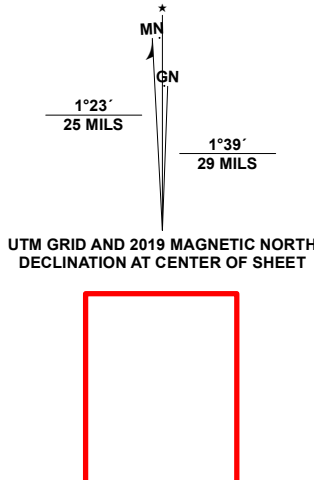 ★
MN
GN
1°23´
25 MILS
1°39´
29 MILS
UTM GRID AND 2019 MAGNETIC NORTH
DECLINATION AT CENTER OF SHEET